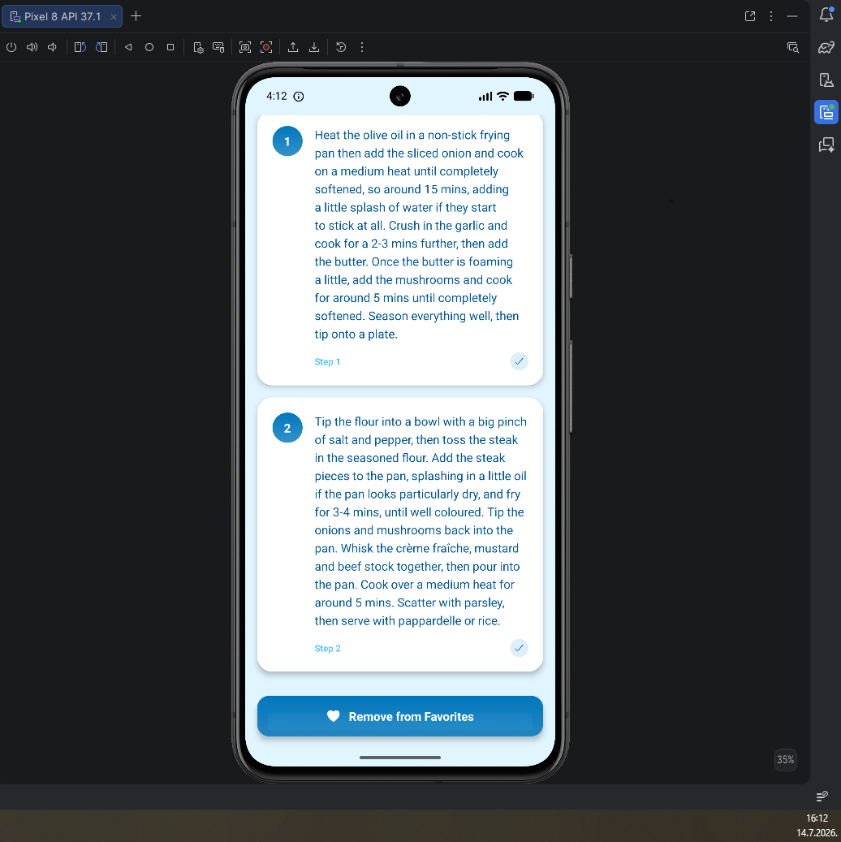 Pixel 8 API 37.1
4:12
1
Heat the olive oil in a non-stick frying
pan then add the sliced onion and cook
on a medium heat until completely
softened, so around 15 mins, adding
a little splash of water if they start
to stick at all. Crush in the garlic and
cook for a 2-3 mins further, then add
the butter. Once the butter is foaming
a little, add the mushrooms and cook
for around 5 mins until completely
softened. Season everything well, then
tip onto a plate.
Step 1
2
Tip the flour into a bowl with a big pinch
of salt and pepper, then toss the steak
in the seasoned flour. Add the steak
pieces to the pan, splashing in a little oil
if the pan looks particularly dry, and fry
for 3-4 mins, until well coloured. Tip the
onions and mushrooms back into the
pan. Whisk the crème fraîche, mustard
and beef stock together, then pour into
the pan. Cook over a medium heat for
around 5 mins. Scatter with parsley,
then serve with pappardelle or rice.
Step 2
Remove from Favorites
35%
16:12
14.7.2026.